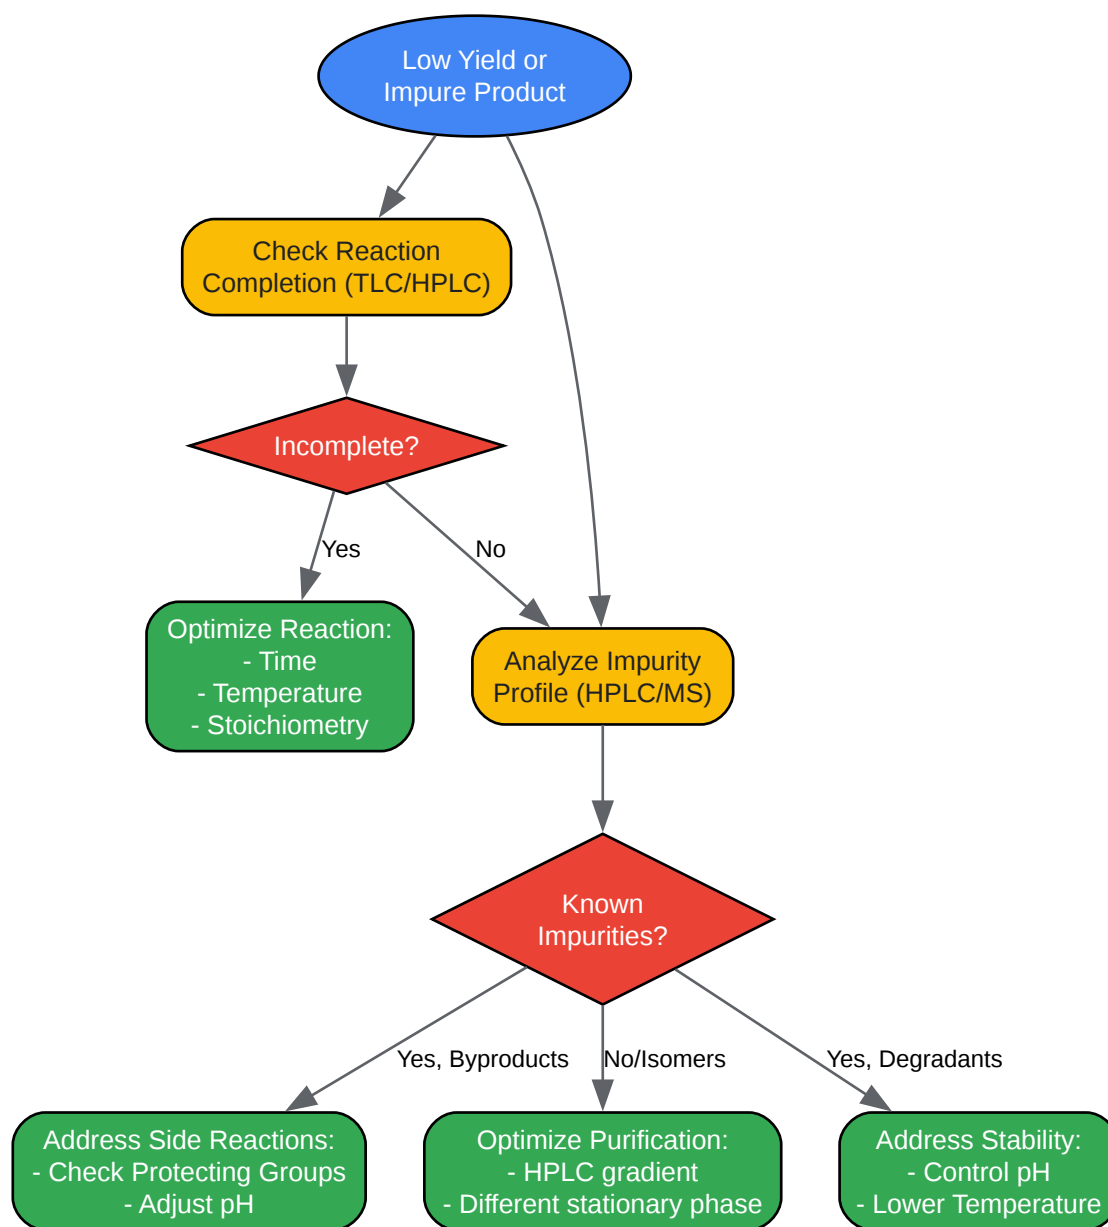 Low Yield or
Impure Product
Check Reaction
Completion (TLC/HPLC)
Incomplete?
Yes
No
Optimize Reaction:
- Time
- Temperature
- Stoichiometry
Analyze Impurity
Profile (HPLC/MS)
Known
Impurities?
Yes, Byproducts
No/Isomers
Yes, Degradants
Address Side Reactions:
- Check Protecting Groups
- Adjust pH
Optimize Purification:
- HPLC gradient
- Different stationary phase
Address Stability:
- Control pH
- Lower Temperature